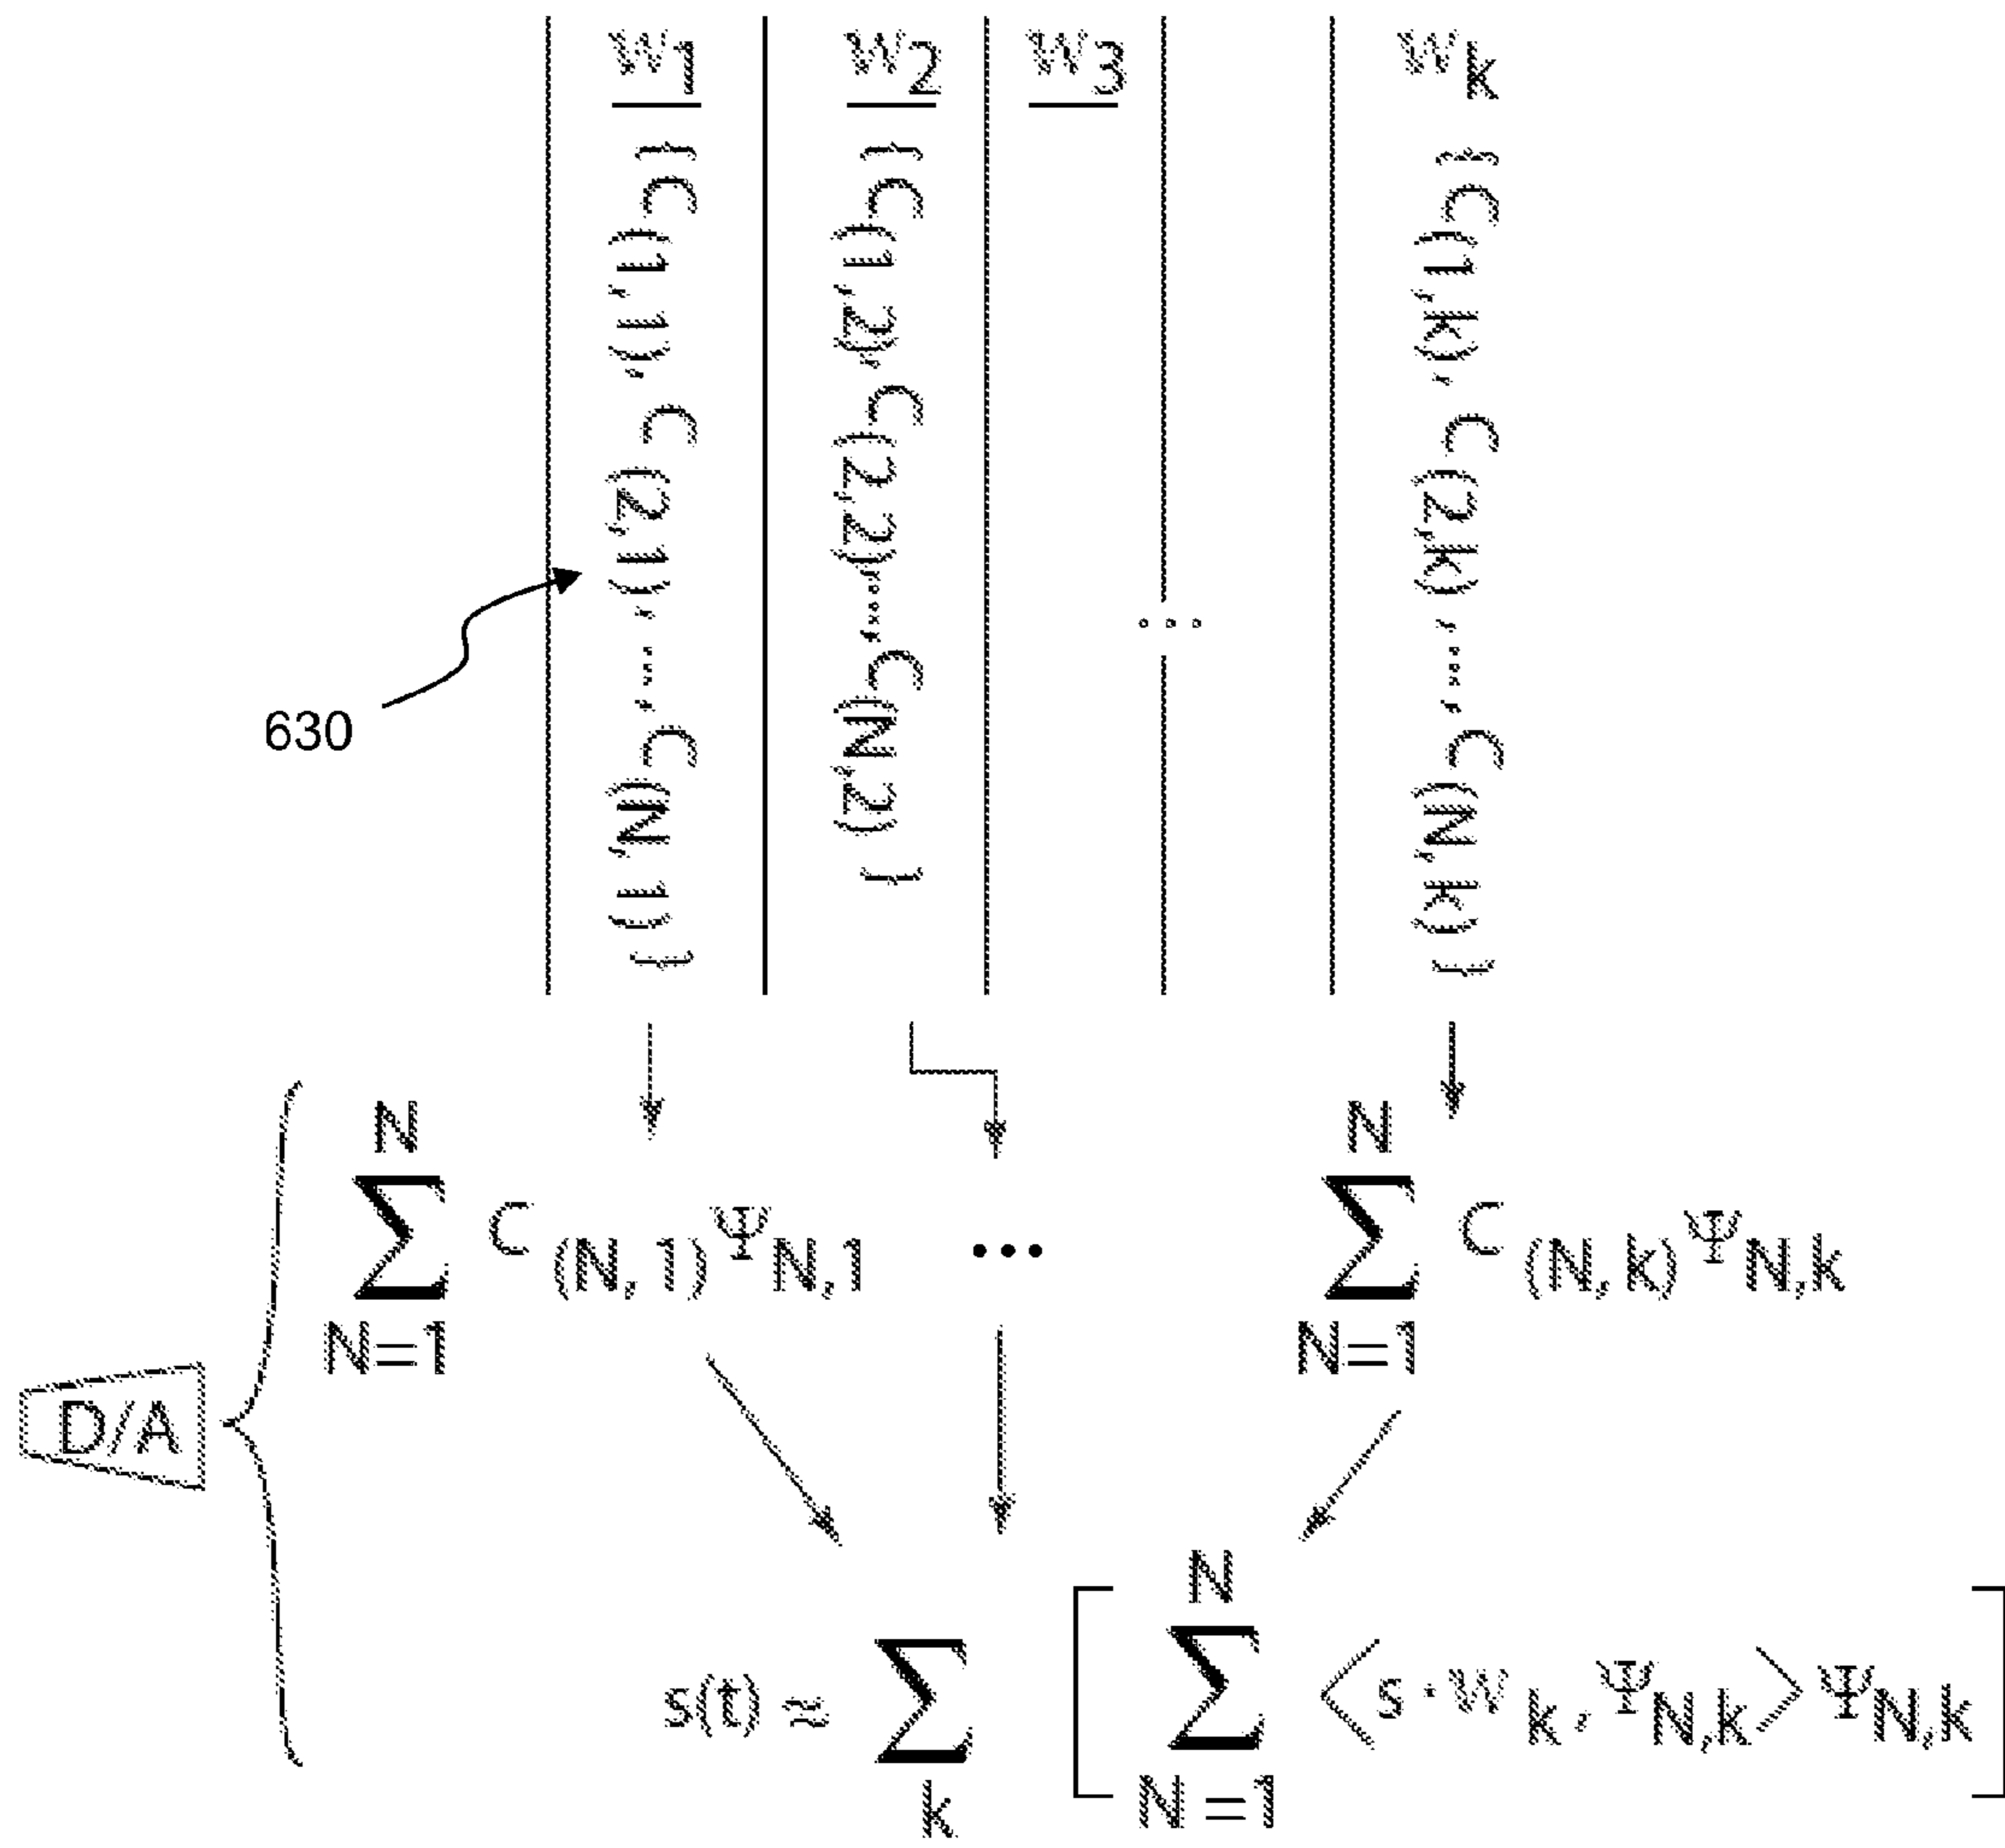 w1 w2 w3 wk
{C(1,1), C(2,1),...,C(N,1)}
{C(1,2),C(2,2),...,C(N,2)}
...
{C(1,k), C(2,k),...,C(N,k)}
630
N N
∑ C(N,1)ΨN,1 ... ∑ C(N,k)ΨN,k
N=1 N=1
D/A
N
s(t) ≈ ∑ [ ∑ <s·wk,ΨN,k>ΨN,k ]
k N=1